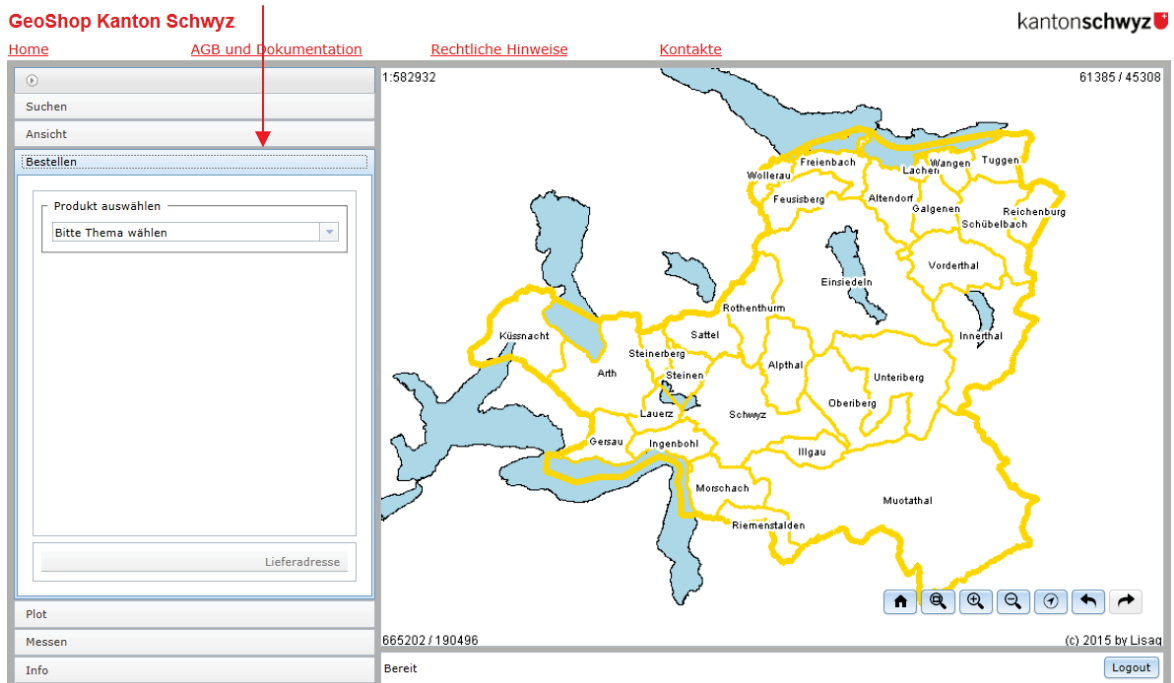 GeoShop Kanton Schwyz
kantonschwyz
Home
AGB und Dokumentation
Rechtliche Hinweise
Kontakte
Suchen
Ansicht
Bestellen
Produkt auswählen
Bitte Thema wählen
Lieferadresse
Plot
Messen
Info
1:582932
61385 / 45308
Freienbach
Wollerau
Lachen
Wangen
Tuggen
Feusisberg
Altendorf
Galgenen
Reichenburg
Schübelbach
Vorderthal
Einsiedeln
Rothenthurm
Innerthal
Küssnacht
Sattel
Steinerberg
Arth
Steinen
Alpthal
Unteriberg
Oberiberg
Lauerz
Schwyz
Gersau
Ingenbohl
Illgau
Morschach
Muotathal
Riemenstalden
665202 / 190496
(c) 2015 by Lisag
Bereit
Logout